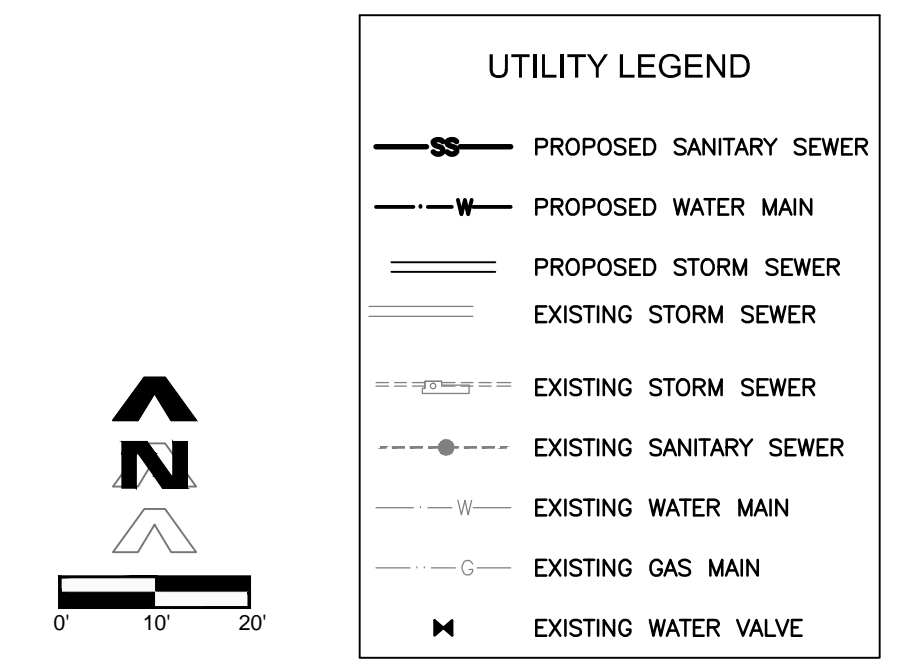 UTILITY LEGEND
SS PROPOSED SANITARY SEWER
W PROPOSED WATER MAIN
PROPOSED STORM SEWER
EXISTING STORM SEWER
EXISTING STORM SEWER
EXISTING SANITARY SEWER
W EXISTING WATER MAIN
G EXISTING GAS MAIN
EXISTING WATER VALVE
N
0' 10' 20'